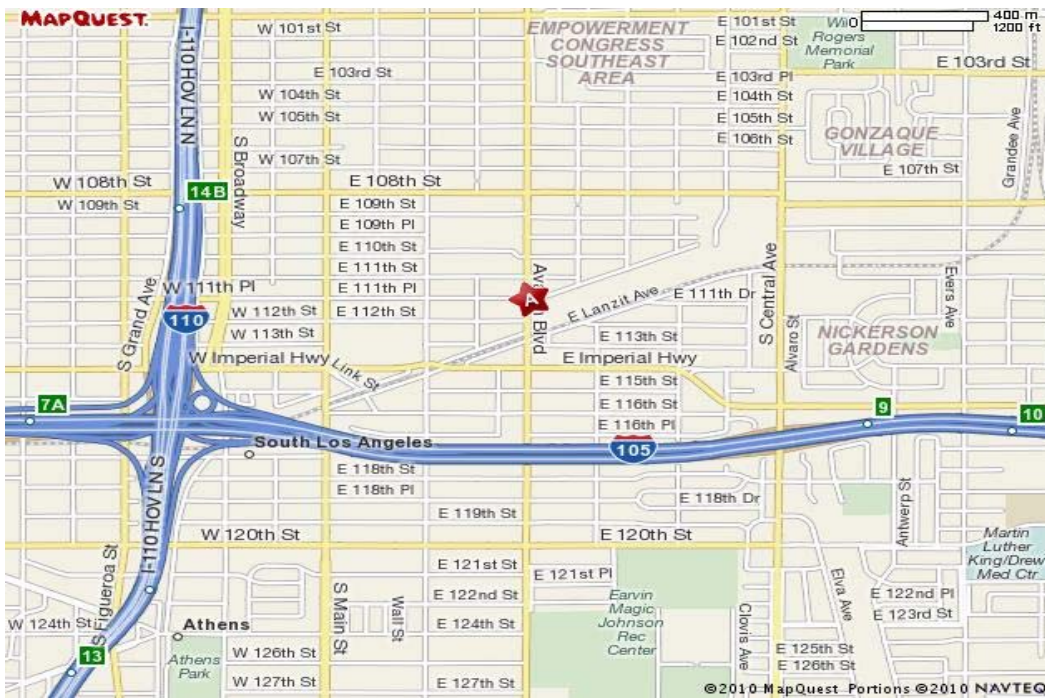 MAPQUEST.
400 m
1200 ft
0
I-110 HOV LN N
W 101st St
EMPOWERMENT
CONGRESS
SOUTHEAST
AREA
E 101st St
E 102nd St
Rogers
Memorial
Park
E 103rd St
E 103rd St
E 103rd Pl
W 104th St
E 104th St
W 105th St
E 105th St
E 106th St
GONZAQUE
VILLAGE
Grandee Ave
S Broadway
W 107th St
E 107th St
W 108th St
14B
E 108th St
W 109th St
E 109th St
E 109th Pl
E 110th St
E 111th St
S Grand Ave
W 111th Pl
E 111th Pl
A
Blvd
E Lanzit Ave
E 111th Dr
S Central Ave
Evers Ave
110
W 112th St
E 112th St
W 113th St
E 113th St
Alvaro St
NICKERSON
GARDENS
W Imperial Hwy
Link St
E Imperial Hwy
E 115th St
7A
E 116th St
9
10
E 116th Pl
South Los Angeles
105
I-110 HOV LN S
E 118th St
E 118th Pl
E 118th Dr
Antwerp St
E 119th St
W 120th St
E 120th St
Martin
Luther
King/Drew
Med Ctr
S Figueroa St
E 121st St
E 121st Pl
S Main St
Wall St
E 122nd St
Earvin
Magic
Johnson
Rec
Center
Clovis Ave
Elva Ave
E 122nd Pl
E 123rd St
W 124th St
Athens
E 124th St
13
Athens
Park
W 126th St
E 125th St
E 126th St
W 127th St
E 127th St
©2010 MapQuest Portions ©2010 NAVTEQ